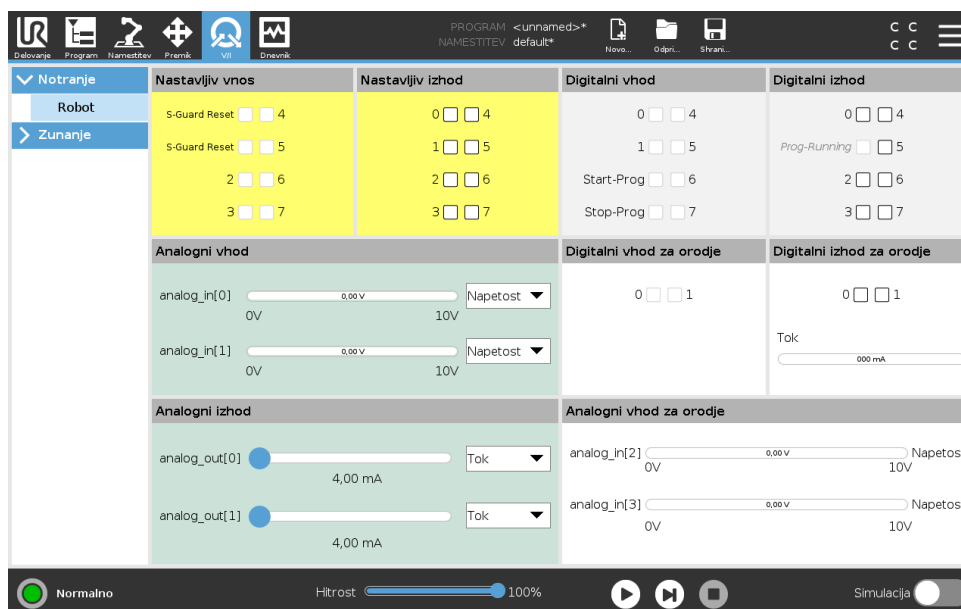 UR
Delovanje
Program
Namestitev
Premik
V/I
Dnevnik
PROGRAM <unnamed>*
NAMESTITEV default*
Novo...
Odpri...
Shrani...
C C
C C
Notranje
Robot
Zunanje
Nastavljiv vnos
S-Guard Reset 4
S-Guard Reset 5
2 6
3 7
Nastavljiv izhod
0 4
1 5
2 6
3 7
Digitalni vhod
0 4
1 5
Start-Prog 6
Stop-Prog 7
Digitalni izhod
0 4
Prog-Running 5
2 6
3 7
Analogni vhod
analog_in[0] 0,00 V Napetost
0V 10V
analog_in[1] 0,00 V Napetost
0V 10V
Digitalni vhod za orodje
0 1
Digitalni izhod za orodje
0 1
Tok
000 mA
Analogni izhod
analog_out[0] Tok
4,00 mA
analog_out[1] Tok
4,00 mA
Analogni vhod za orodje
analog_in[2] 0,00 V Napetos
0V 10V
analog_in[3] 0,00 V Napetos
0V 10V
Normalno
Hitrost 100%
Simulacija